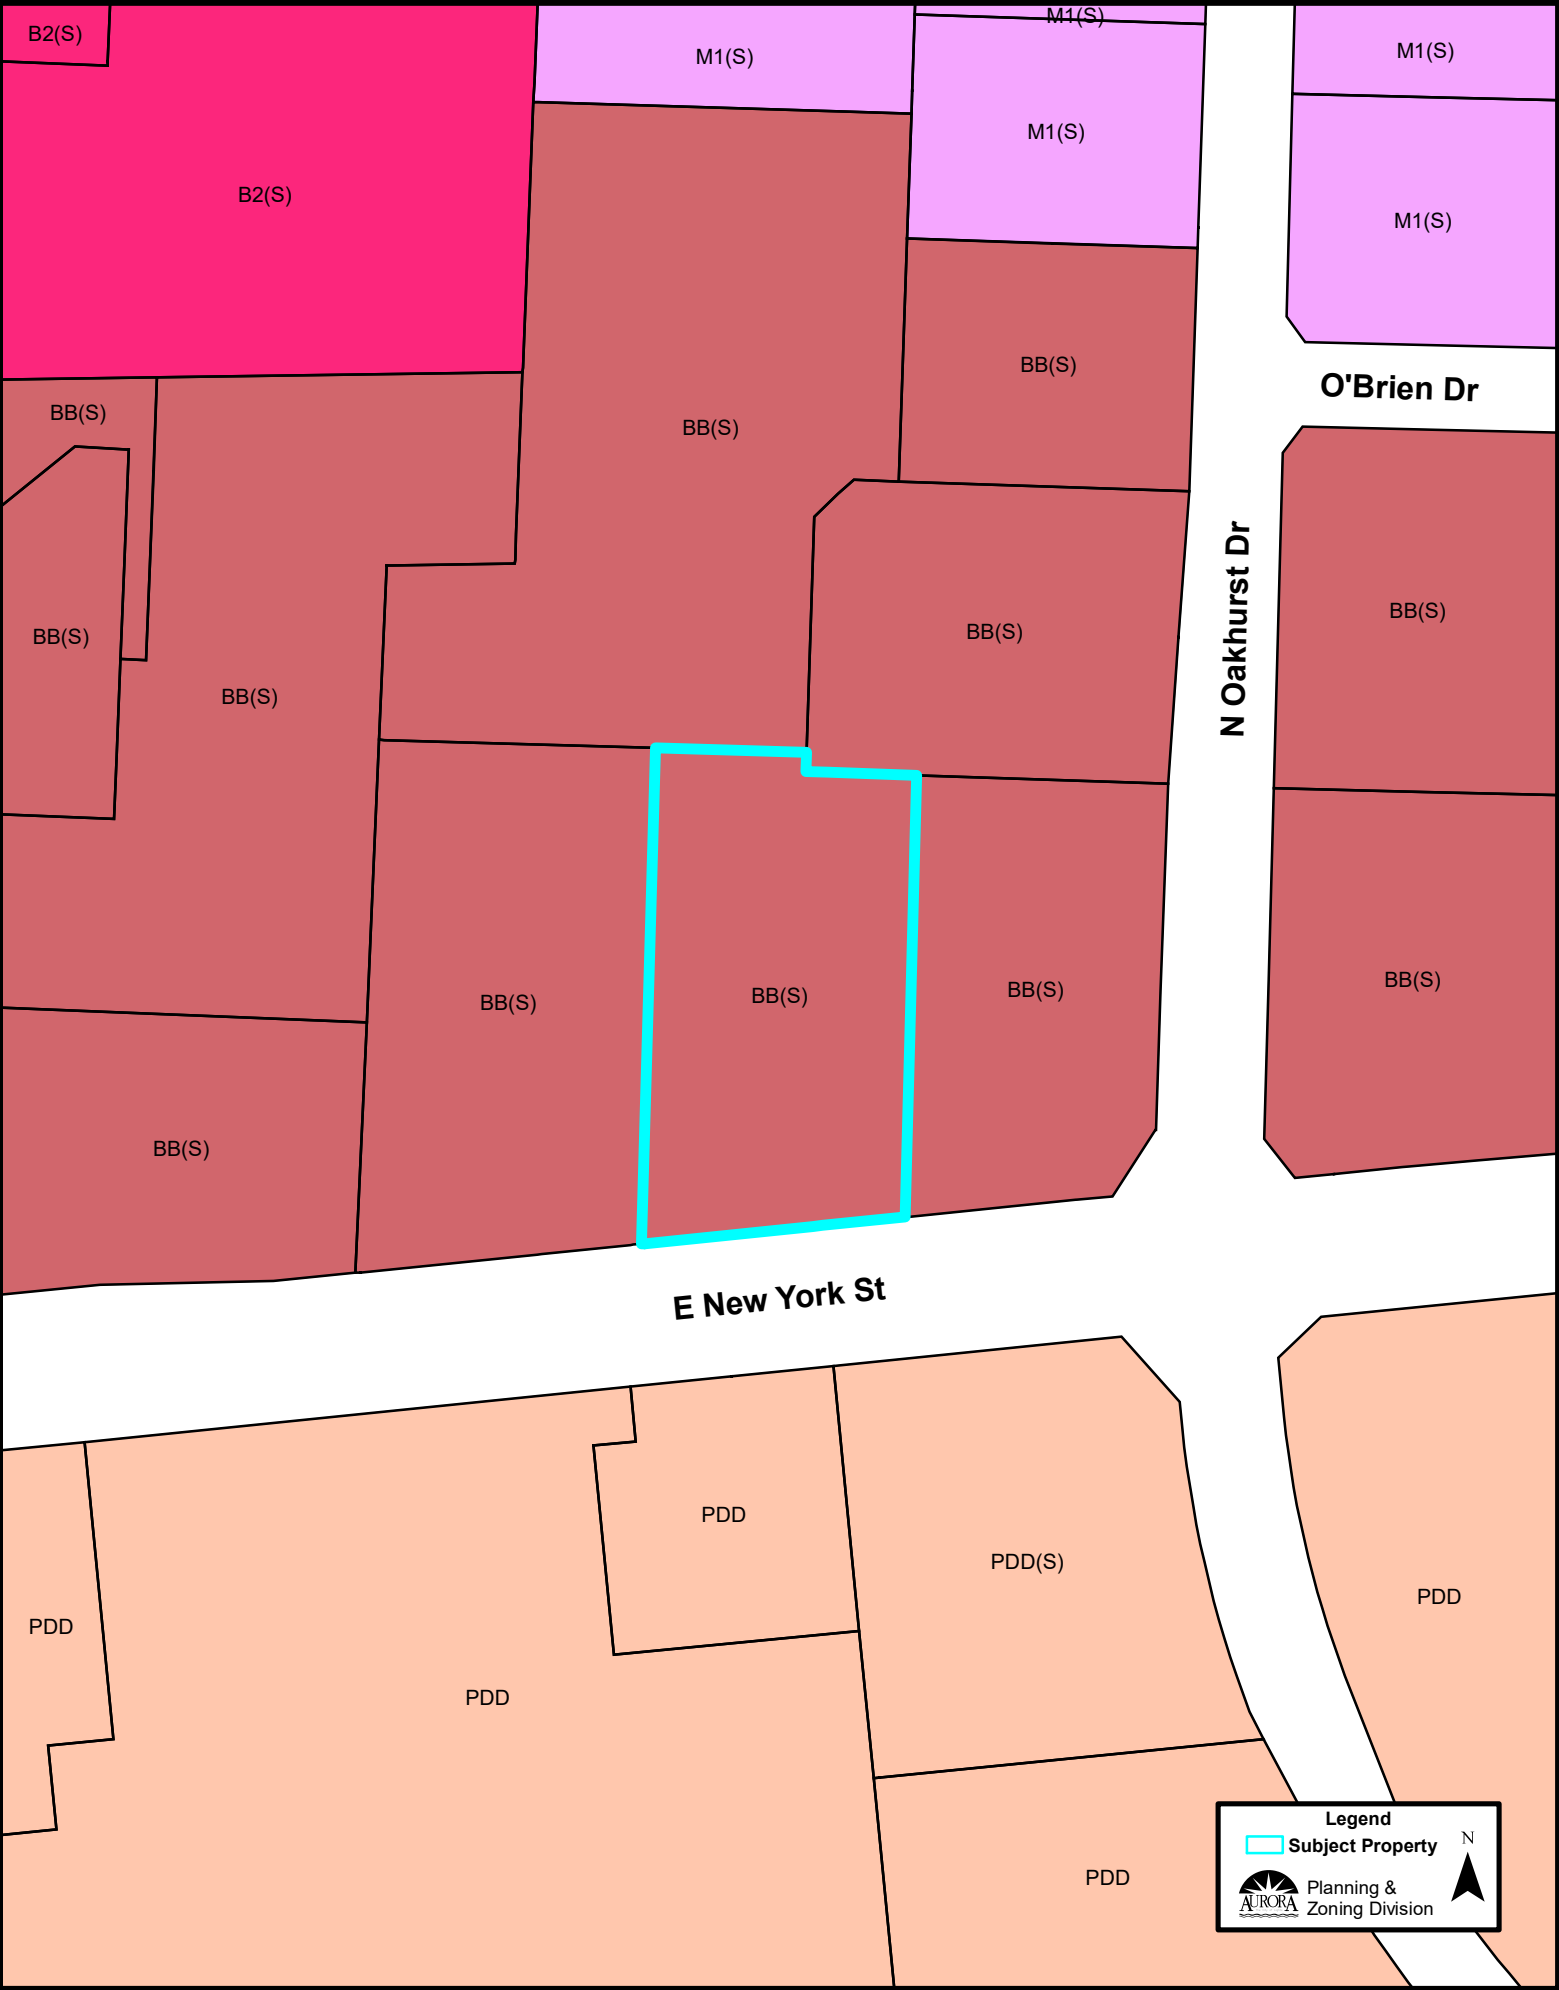 M1(S)
B2(S)
M1(S)
M1(S)
M1(S)
B2(S)
M1(S)
BB(S)
O'Brien Dr
BB(S)
BB(S)
N Oakhurst Dr
BB(S)
BB(S)
BB(S)
BB(S)
BB(S)
BB(S)
BB(S)
BB(S)
BB(S)
BB(S)
E New York St
PDD
PDD(S)
PDD
PDD
PDD
PDD
Legend
Subject Property
N
AURORA
Planning &
Zoning Division